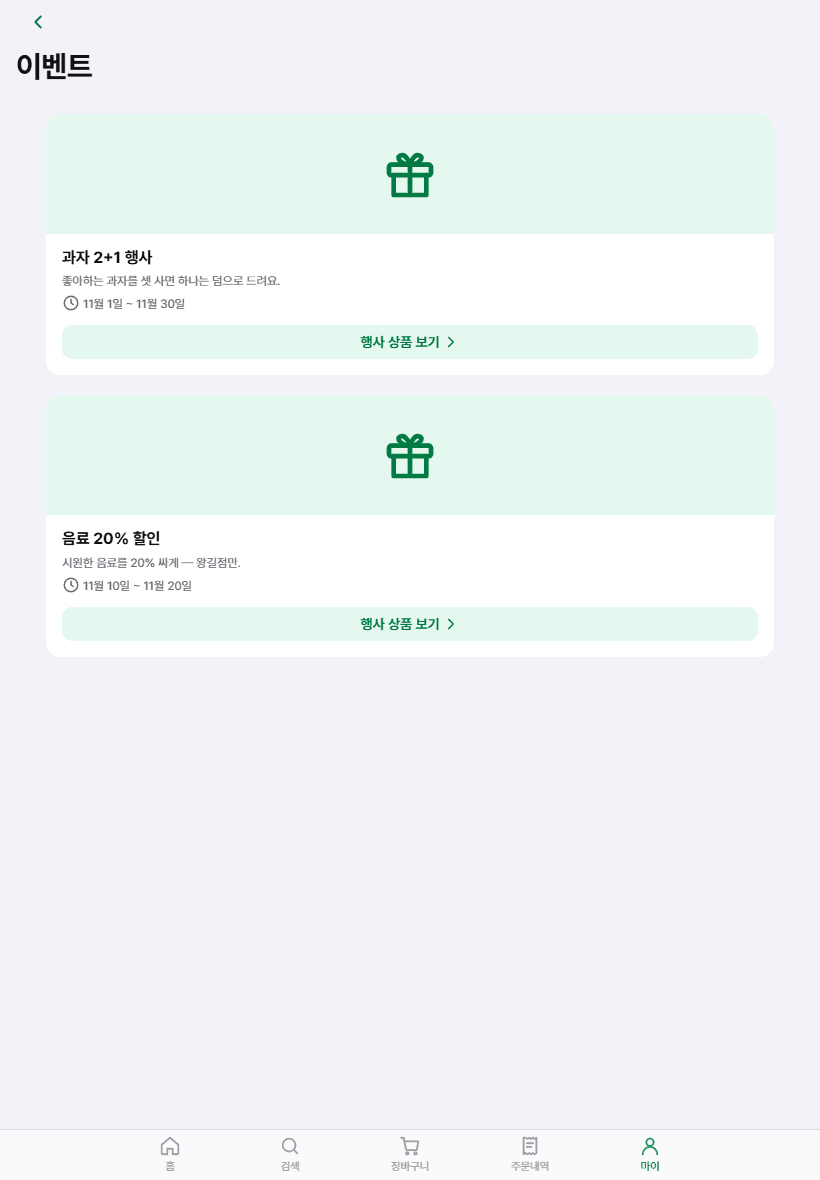 이벤트
과자 2+1 행사
좋아하는 과자를 셋 사면 하나는 덤으로 드려요.
11월 1일 ~ 11월 30일
행사 상품 보기
음료 20% 할인
시원한 음료를 20% 싸게 — 왕길점만.
11월 10일 ~ 11월 20일
행사 상품 보기
홈
검색
장바구니
주문내역
마이